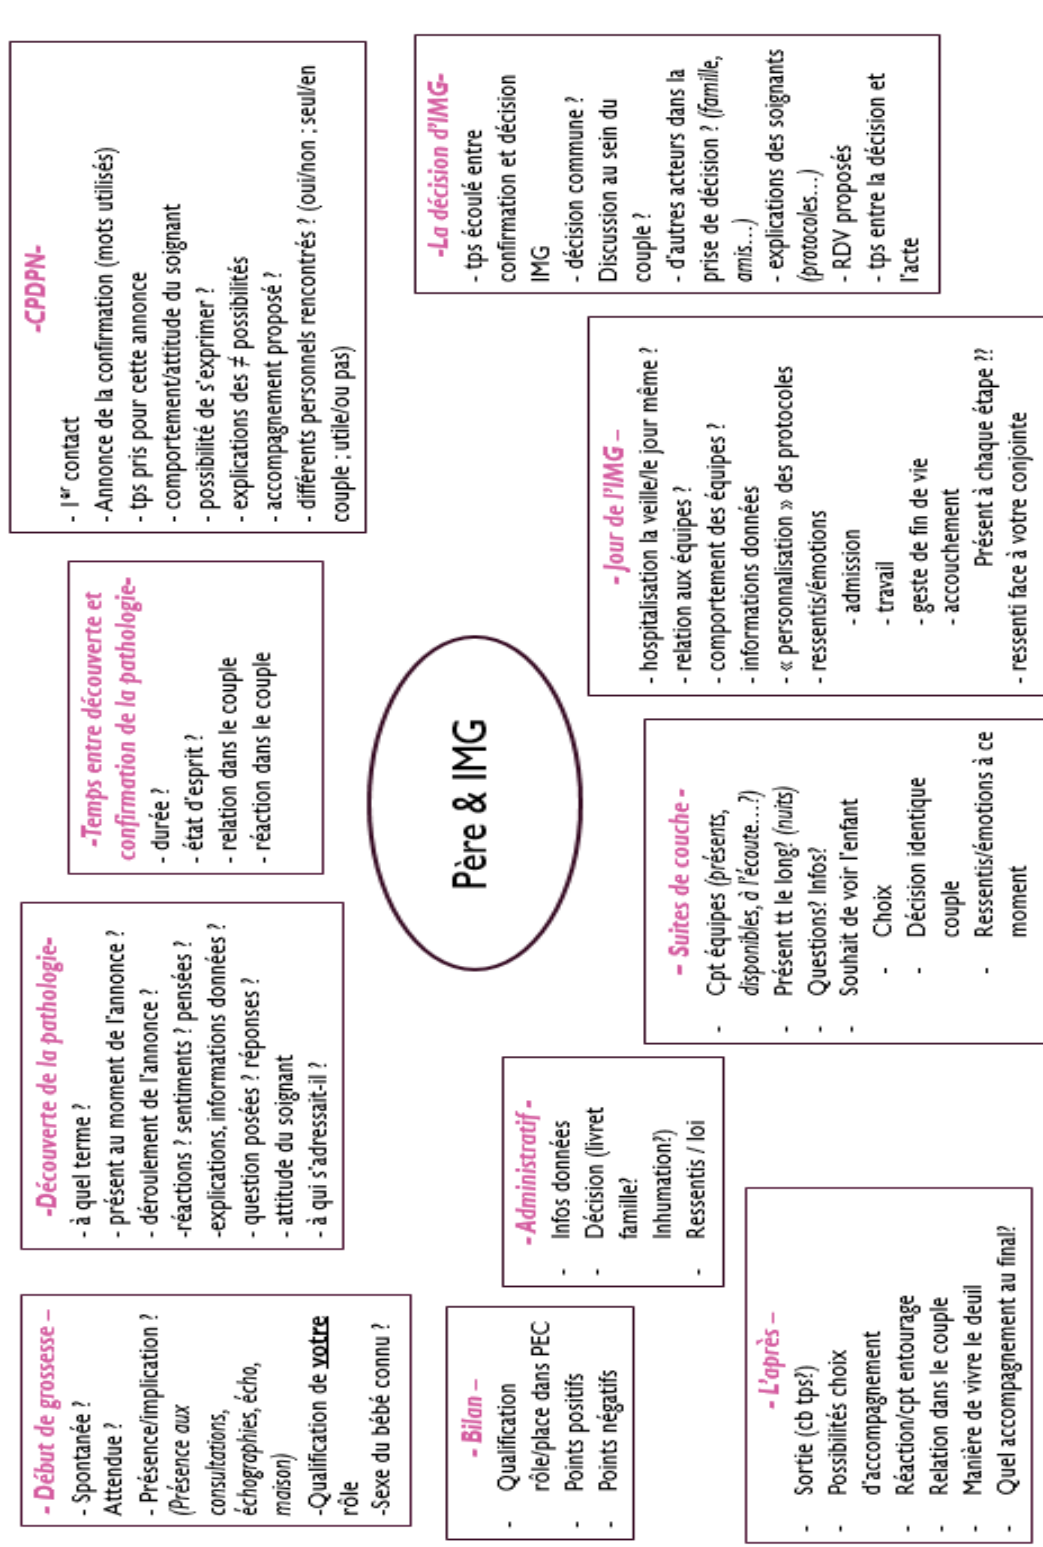 - Début de grossesse –
- Spontanée ?
Attendue ?
- Présence/implication ?
(Présence aux
consultations,
échographies, écho,
maison)
-Qualification de votre
rôle
-Sexe du bébé connu ?
-Découverte de la pathologie-
- à quel terme ?
- présent au moment de l'annonce ?
- déroulement de l'annonce ?
-réactions ? sentiments ? pensées ?
-explications, informations données ?
- question posées ? réponses ?
- attitude du soignant
- à qui s'adressait-il ?
-Temps entre découverte et
confirmation de la pathologie-
- durée ?
- état d'esprit ?
- relation dans le couple
- réaction dans le couple
-CPDPN-
- 1er contact
- Annonce de la confirmation (mots utilisés)
- tps pris pour cette annonce
- comportement/attitude du soignant
- possibilité de s'exprimer ?
- explications des ≠ possibilités
- accompagnement proposé ?
- différents personnels rencontrés ? (oui/non ; seul/en
couple ; utile/ou pas)
-La décision d'IMG-
- tps écoulé entre
confirmation et décision
IMG
- décision commune ?
Discussion au sein du
couple ?
- d'autres acteurs dans la
prise de décision ? (famille,
amis…)
- explications des soignants
(protocoles…)
- RDV proposés
- tps entre la décision et
l'acte
Père & IMG
- Jour de l'IMG –
- hospitalisation la veille/le jour même ?
- relation aux équipes ?
- comportement des équipes ?
- informations données
- « personnalisation » des protocoles
- ressentis/émotions
- admission
- travail
- geste de fin de vie
- accouchement
Présent à chaque étape ??
- ressenti face à votre conjointe
– Suites de couche -
- Cpt équipes (présents,
disponibles, à l'écoute…?)
- Présent tt le long? (nuits)
- Questions? Infos?
- Souhait de voir l'enfant
- Choix
- Décision identique
couple
- Ressentis/émotions à ce
moment
-Administratif -
- Infos données
- Décision (livret
famille?
Inhumation?)
- Ressentis / loi
- Bilan –
- Qualification
rôle/place dans PEC
- Points positifs
- Points négatifs
- L'après –
- Sortie (cb tps?)
- Possibilités choix
d'accompagnement
- Réaction/cpt entourage
- Relation dans le couple
- Manière de vivre le deuil
- Quel accompagnement au final?